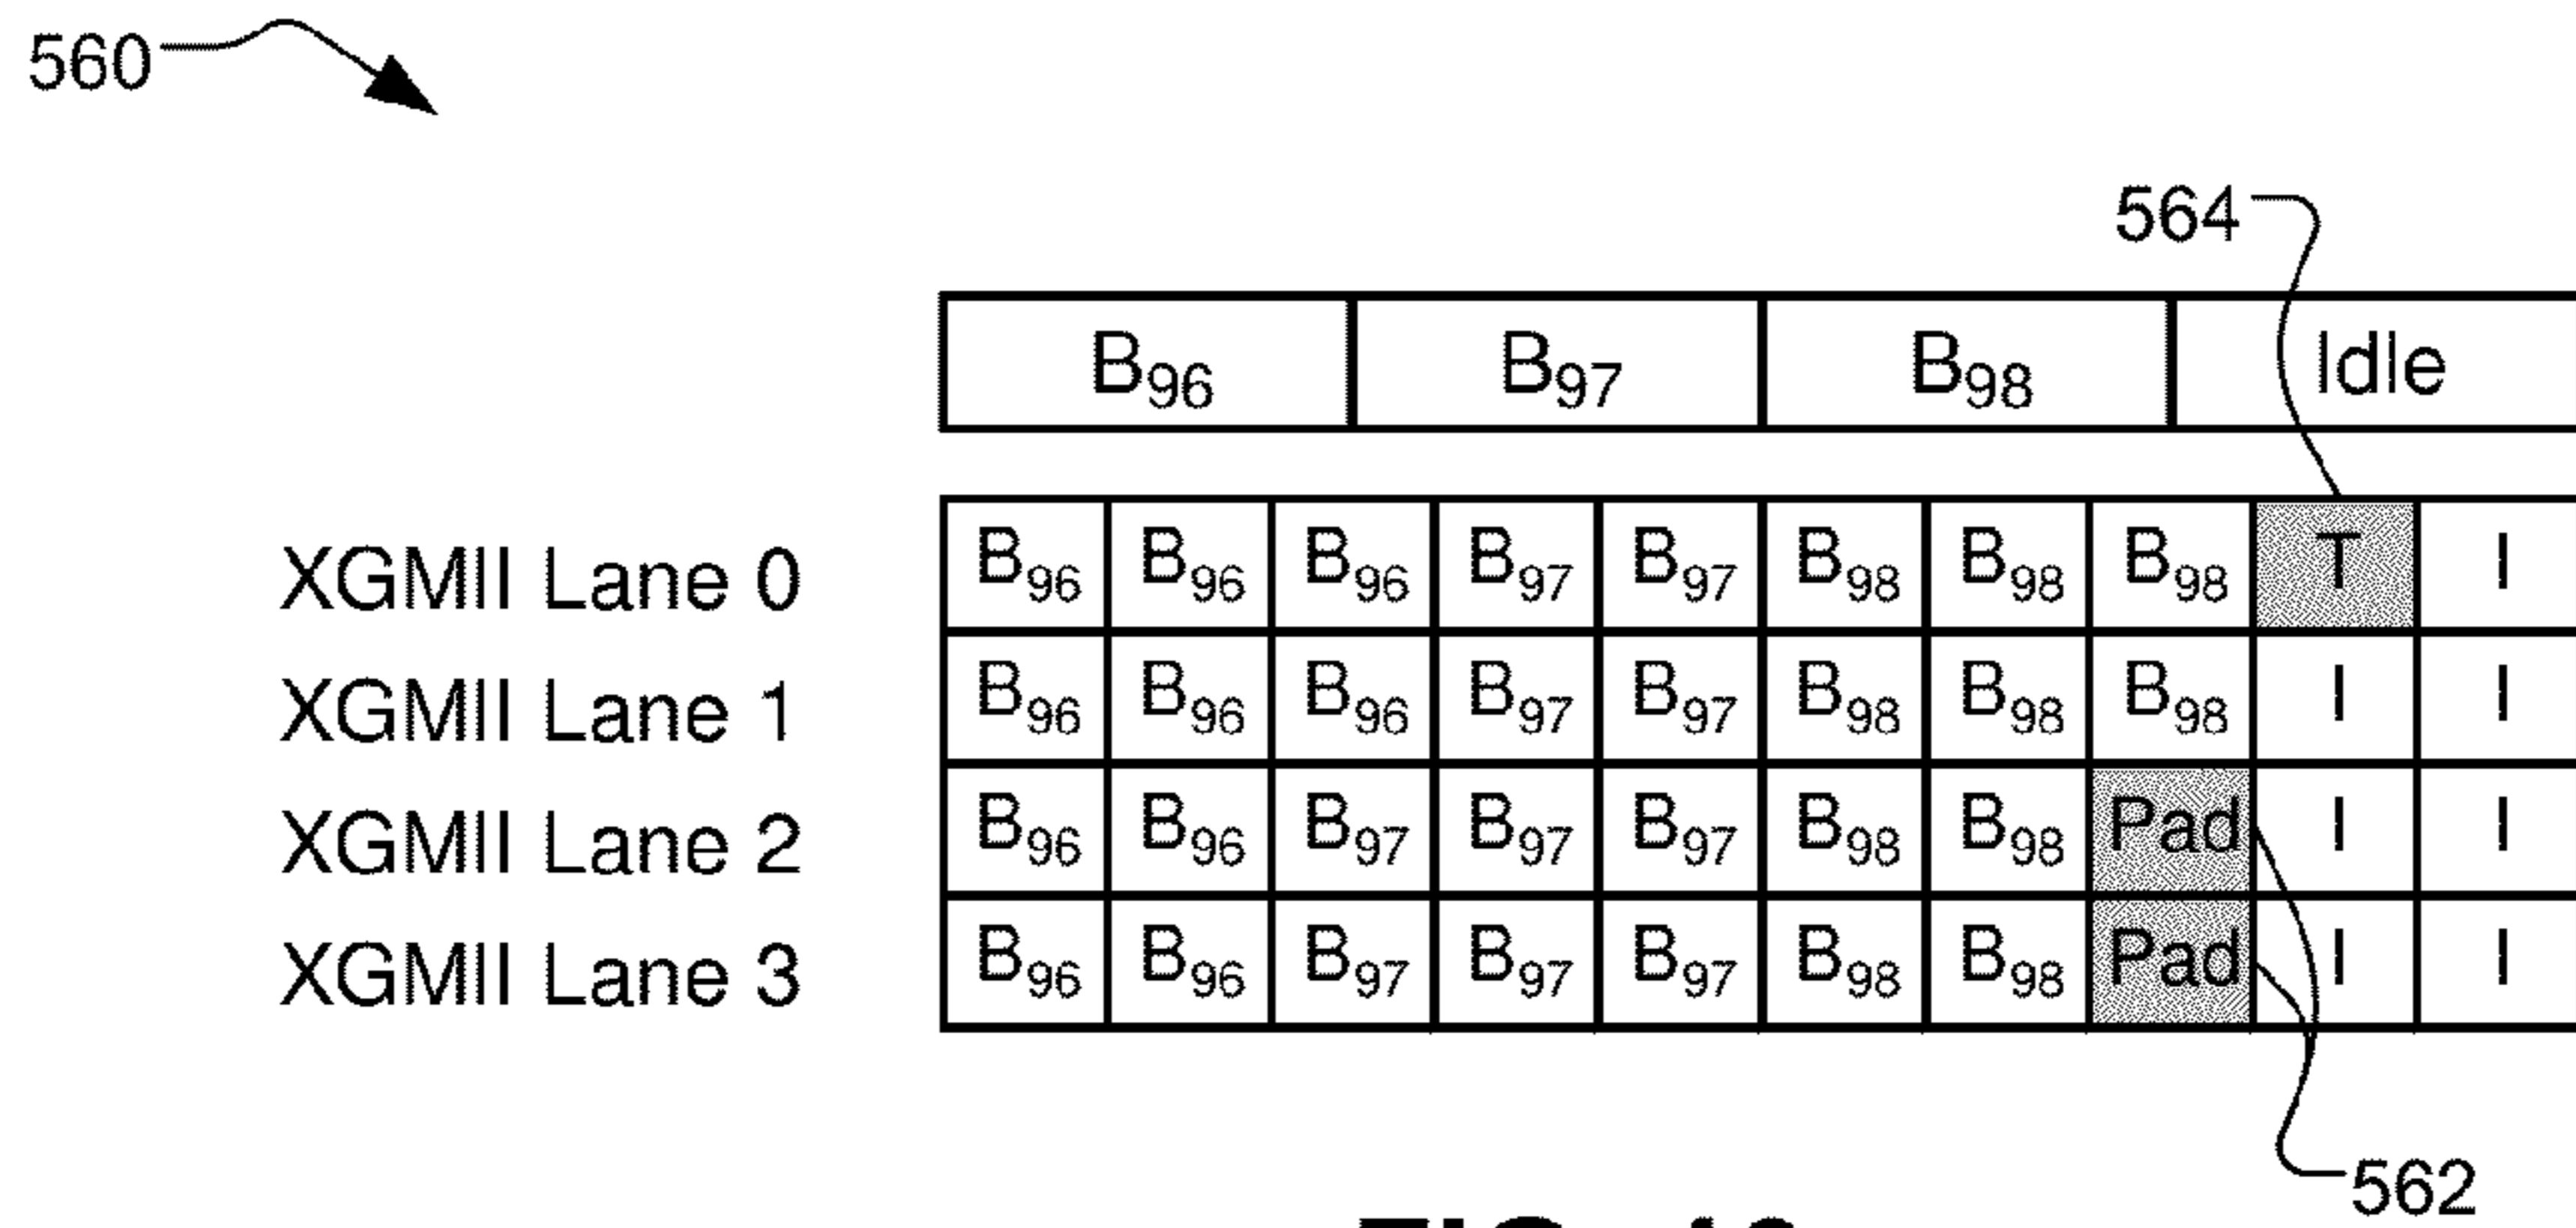 560
564
B96 B97 B98 Idle
XGMII Lane 0 B96 B96 B96 B97 B97 B98 B98 B98 T I
XGMII Lane 1 B96 B96 B96 B97 B97 B98 B98 B98 I I
XGMII Lane 2 B96 B96 B97 B97 B97 B98 B98 Pad I I
XGMII Lane 3 B96 B96 B97 B97 B97 B98 B98 Pad I I
562